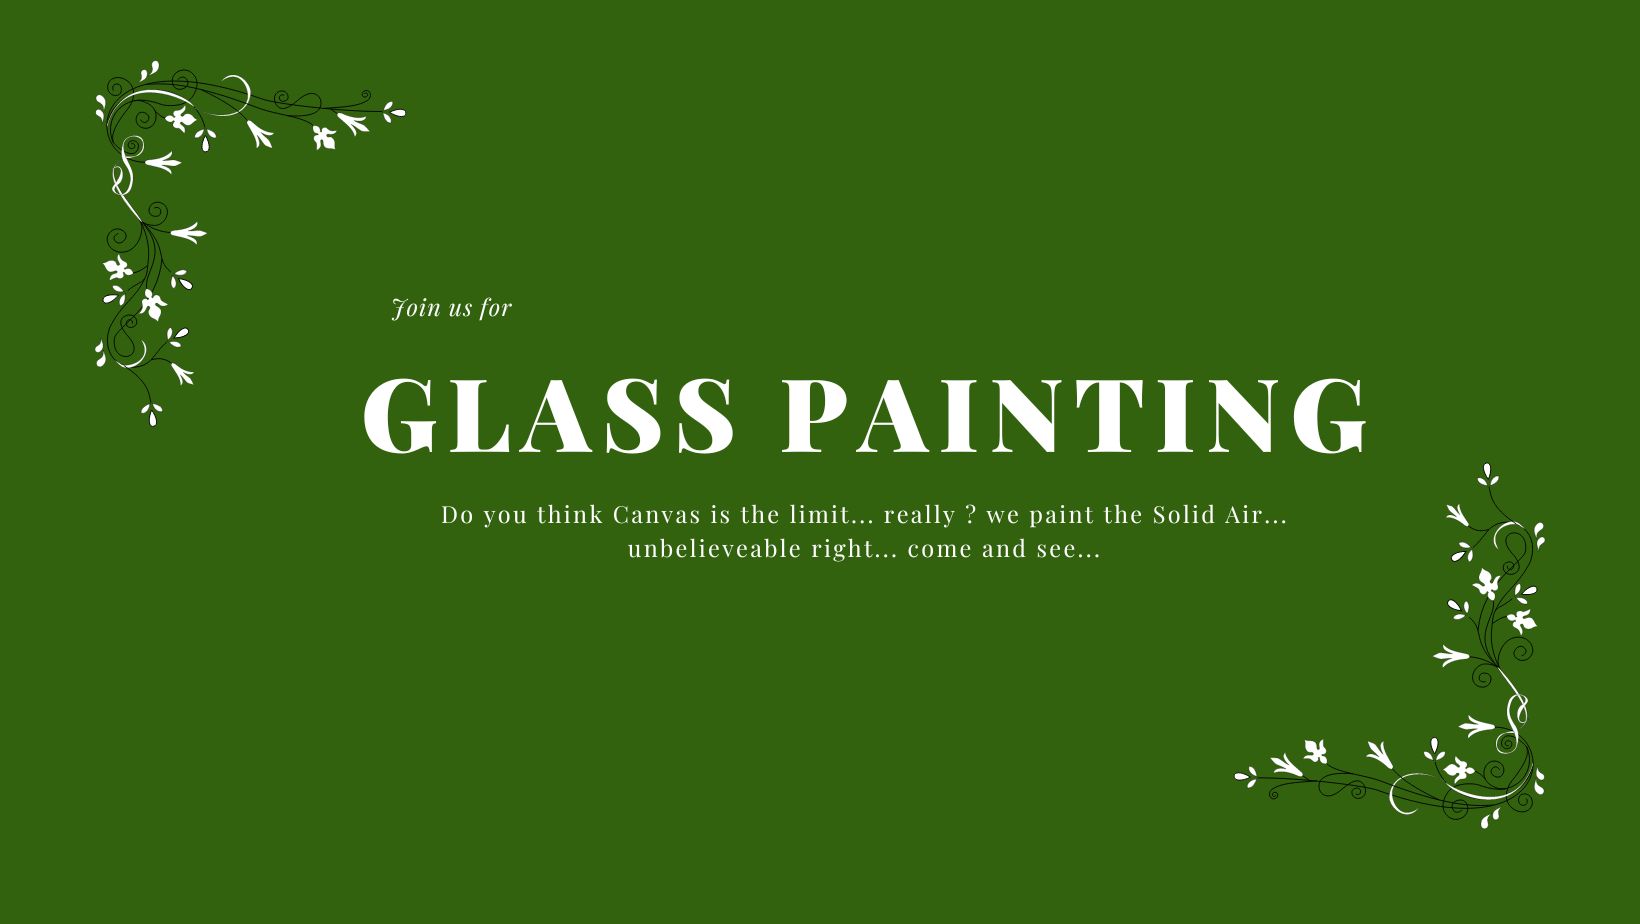 Join us for
GLASS PAINTING
Do you think Canvas is the limit... really ? we paint the Solid Air...
unbelieveable right... come and see...